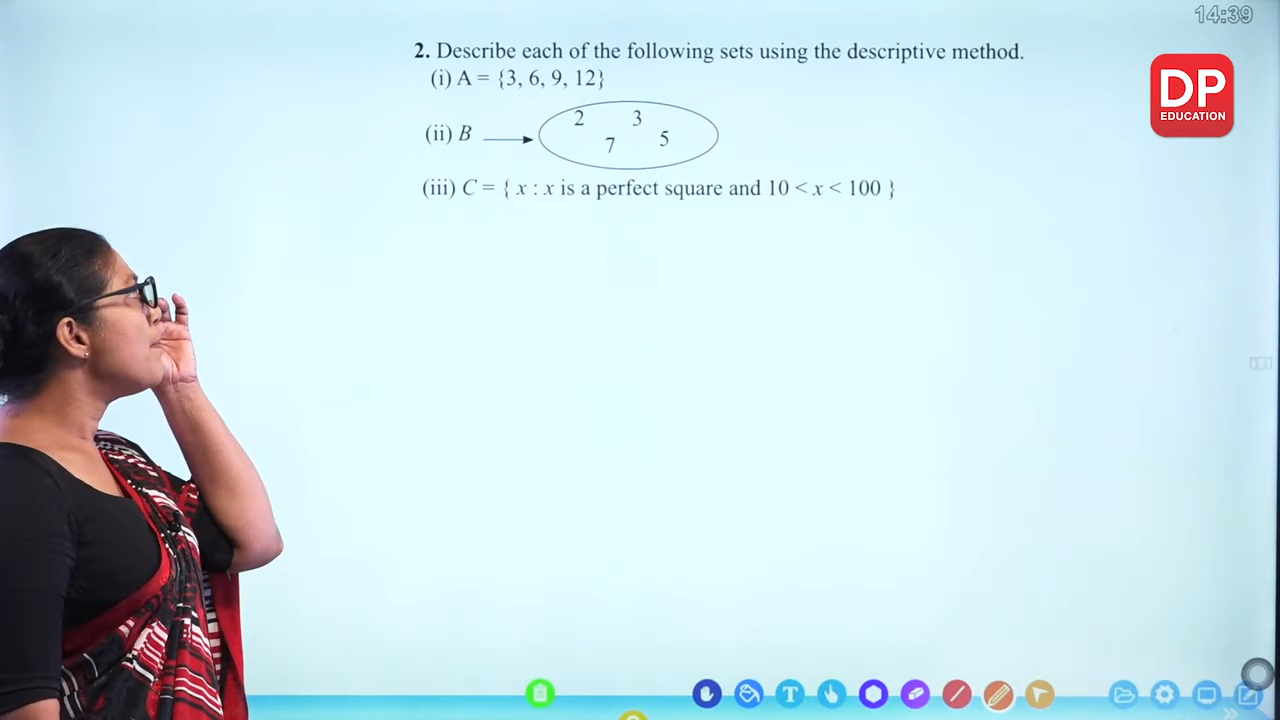 14:39
2. Describe each of the following sets using the descriptive method.
(i) A = {3, 6, 9, 12}
DP
EDUCATION
(ii) B
2 3
7 5
(iii) C = { x : x is a perfect square and 10 < x < 100 }
T